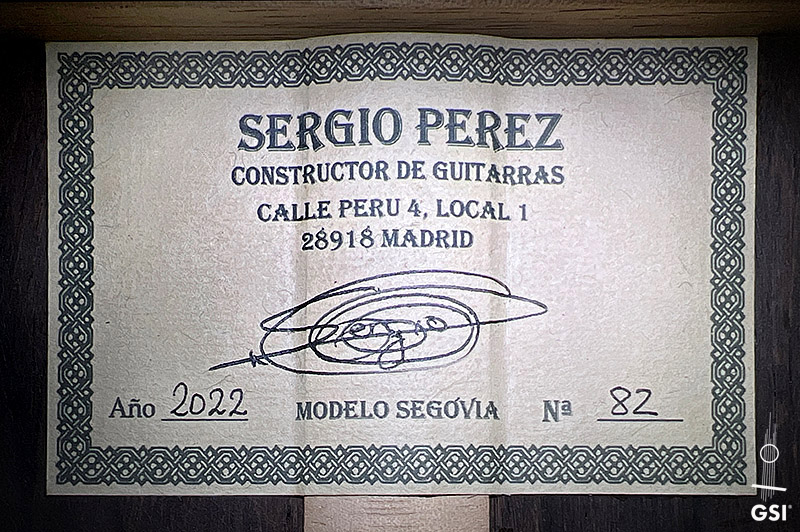 SERGIO PEREZ
CONSTRUCTOR DE GUITARRAS
CALLE PERU 4, LOCAL 1
28918 MADRID
Sergio
Año 2022 MODELO SEGOVIA Nª 82
GSI